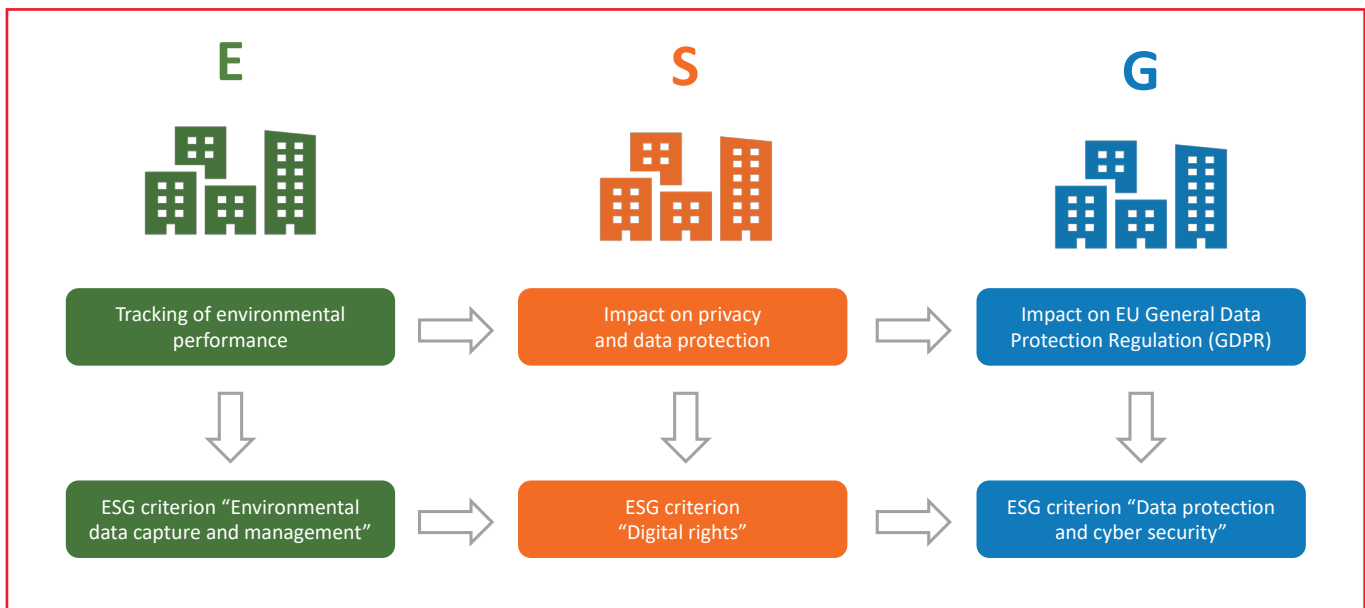 E
S
G
Tracking of environmental
performance
Impact on privacy
and data protection
Impact on EU General Data
Protection Regulation (GDPR)
ESG criterion “Environmental
data capture and management”
ESG criterion
“Digital rights”
ESG criterion “Data protection
and cyber security”